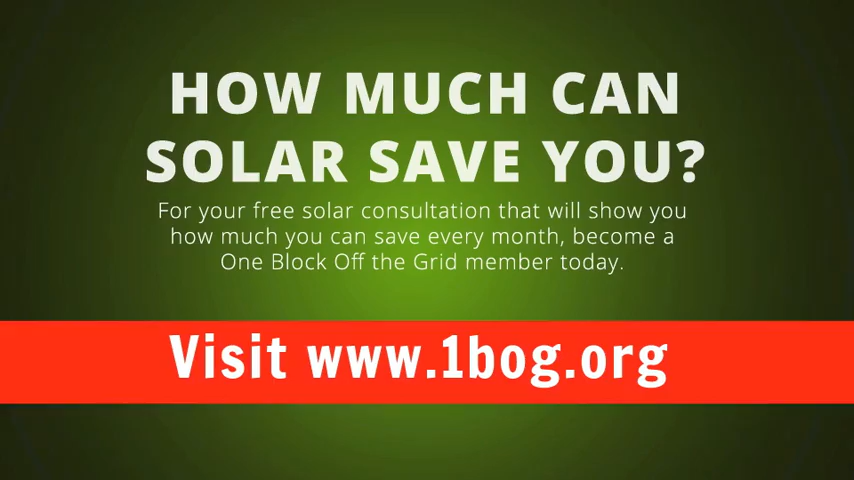 HOW MUCH CAN
SOLAR SAVE YOU?
For your free solar consultation that will show you
how much you can save every month, become a
One Block Off the Grid member today.
Visit www.1bog.org